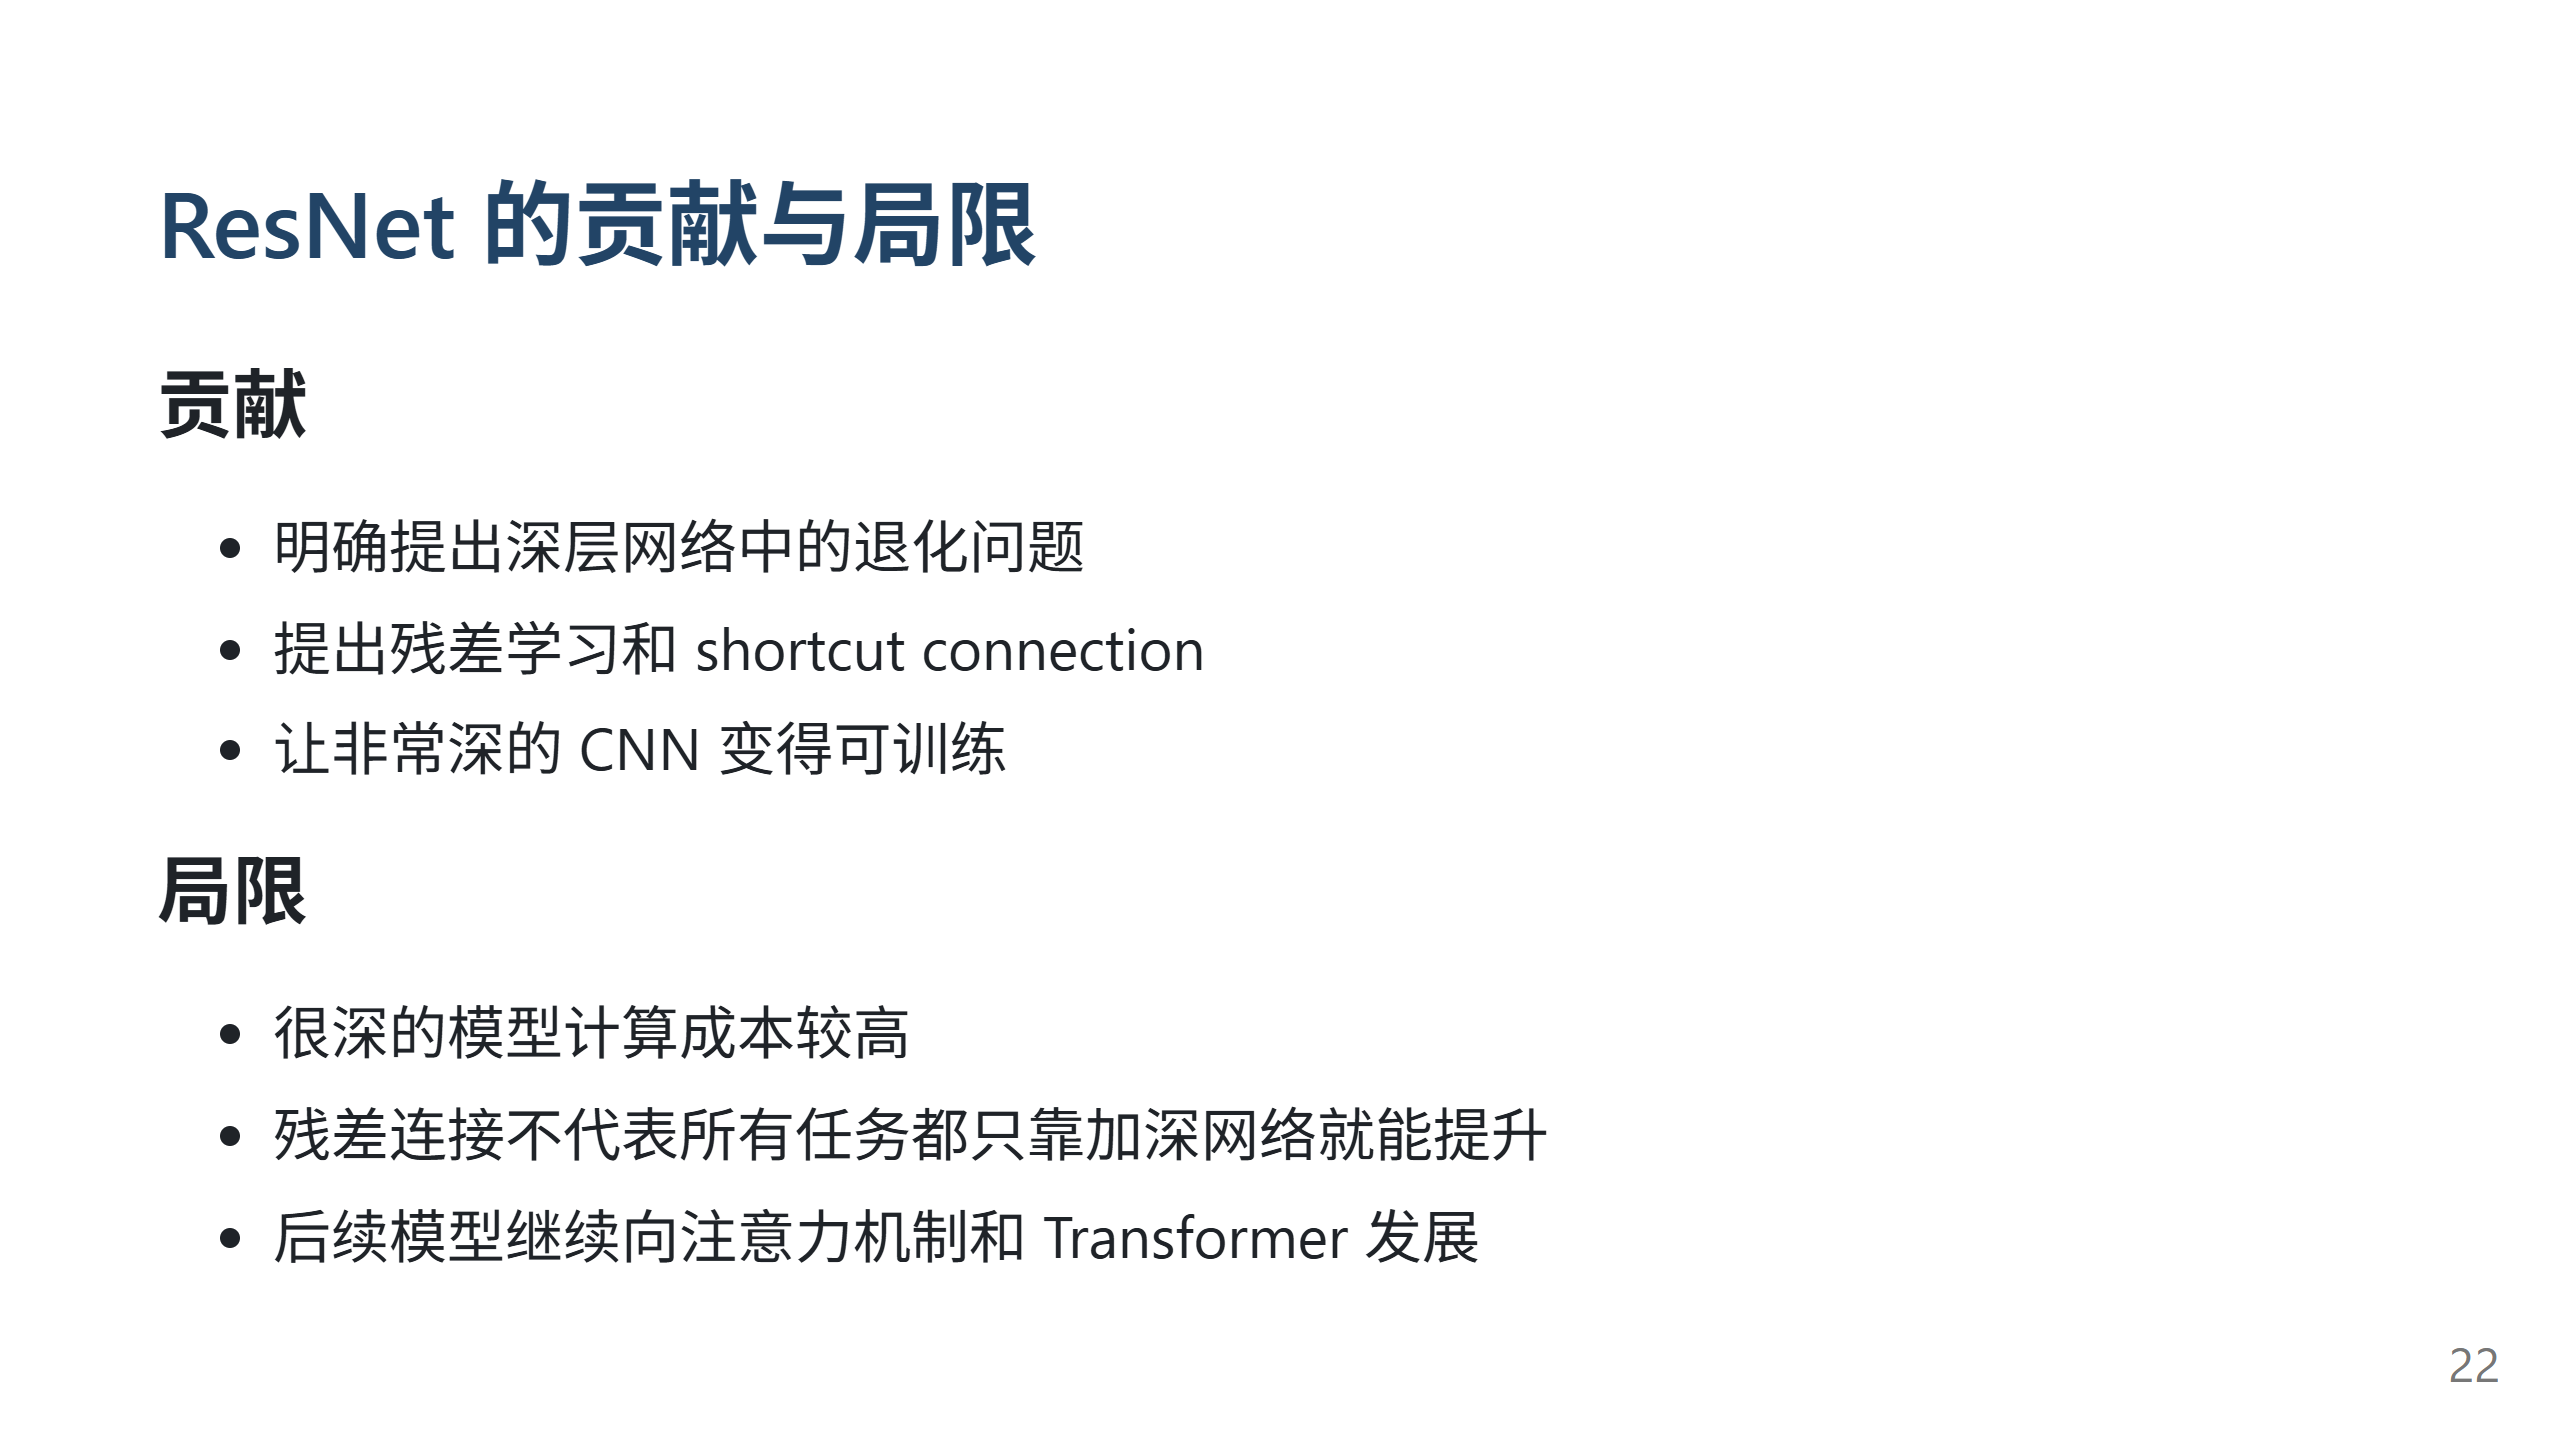 ResNet 的贡献与局限
贡献
• 明确提出深层网络中的退化问题
• 提出残差学习和 shortcut connection
• 让非常深的 CNN 变得可训练
局限
• 很深的模型计算成本较高
• 残差连接不代表所有任务都只靠加深网络就能提升
• 后续模型继续向注意力机制和 Transformer 发展
22